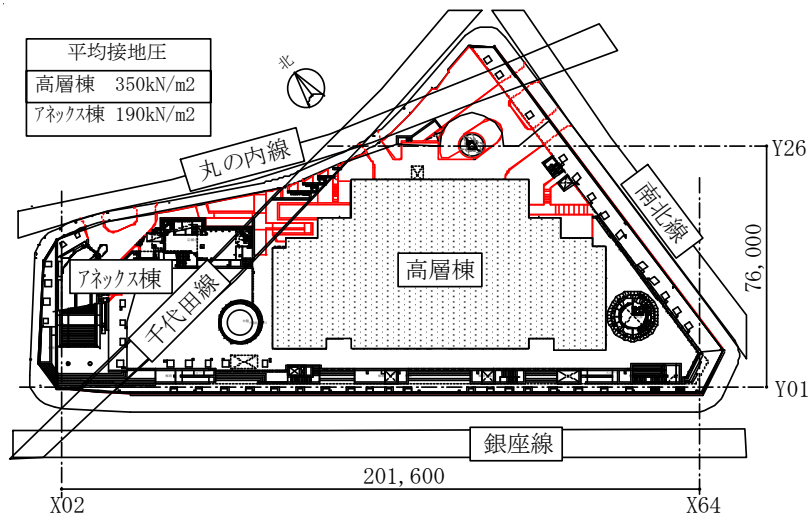 平均接地圧
高層棟 350kN/m2
アネックス棟 190kN/m2
北
丸の内線
Y26
南北線
76,000
高層棟
アネックス棟
千代田線
Y01
銀座線
201,600
X02
X64